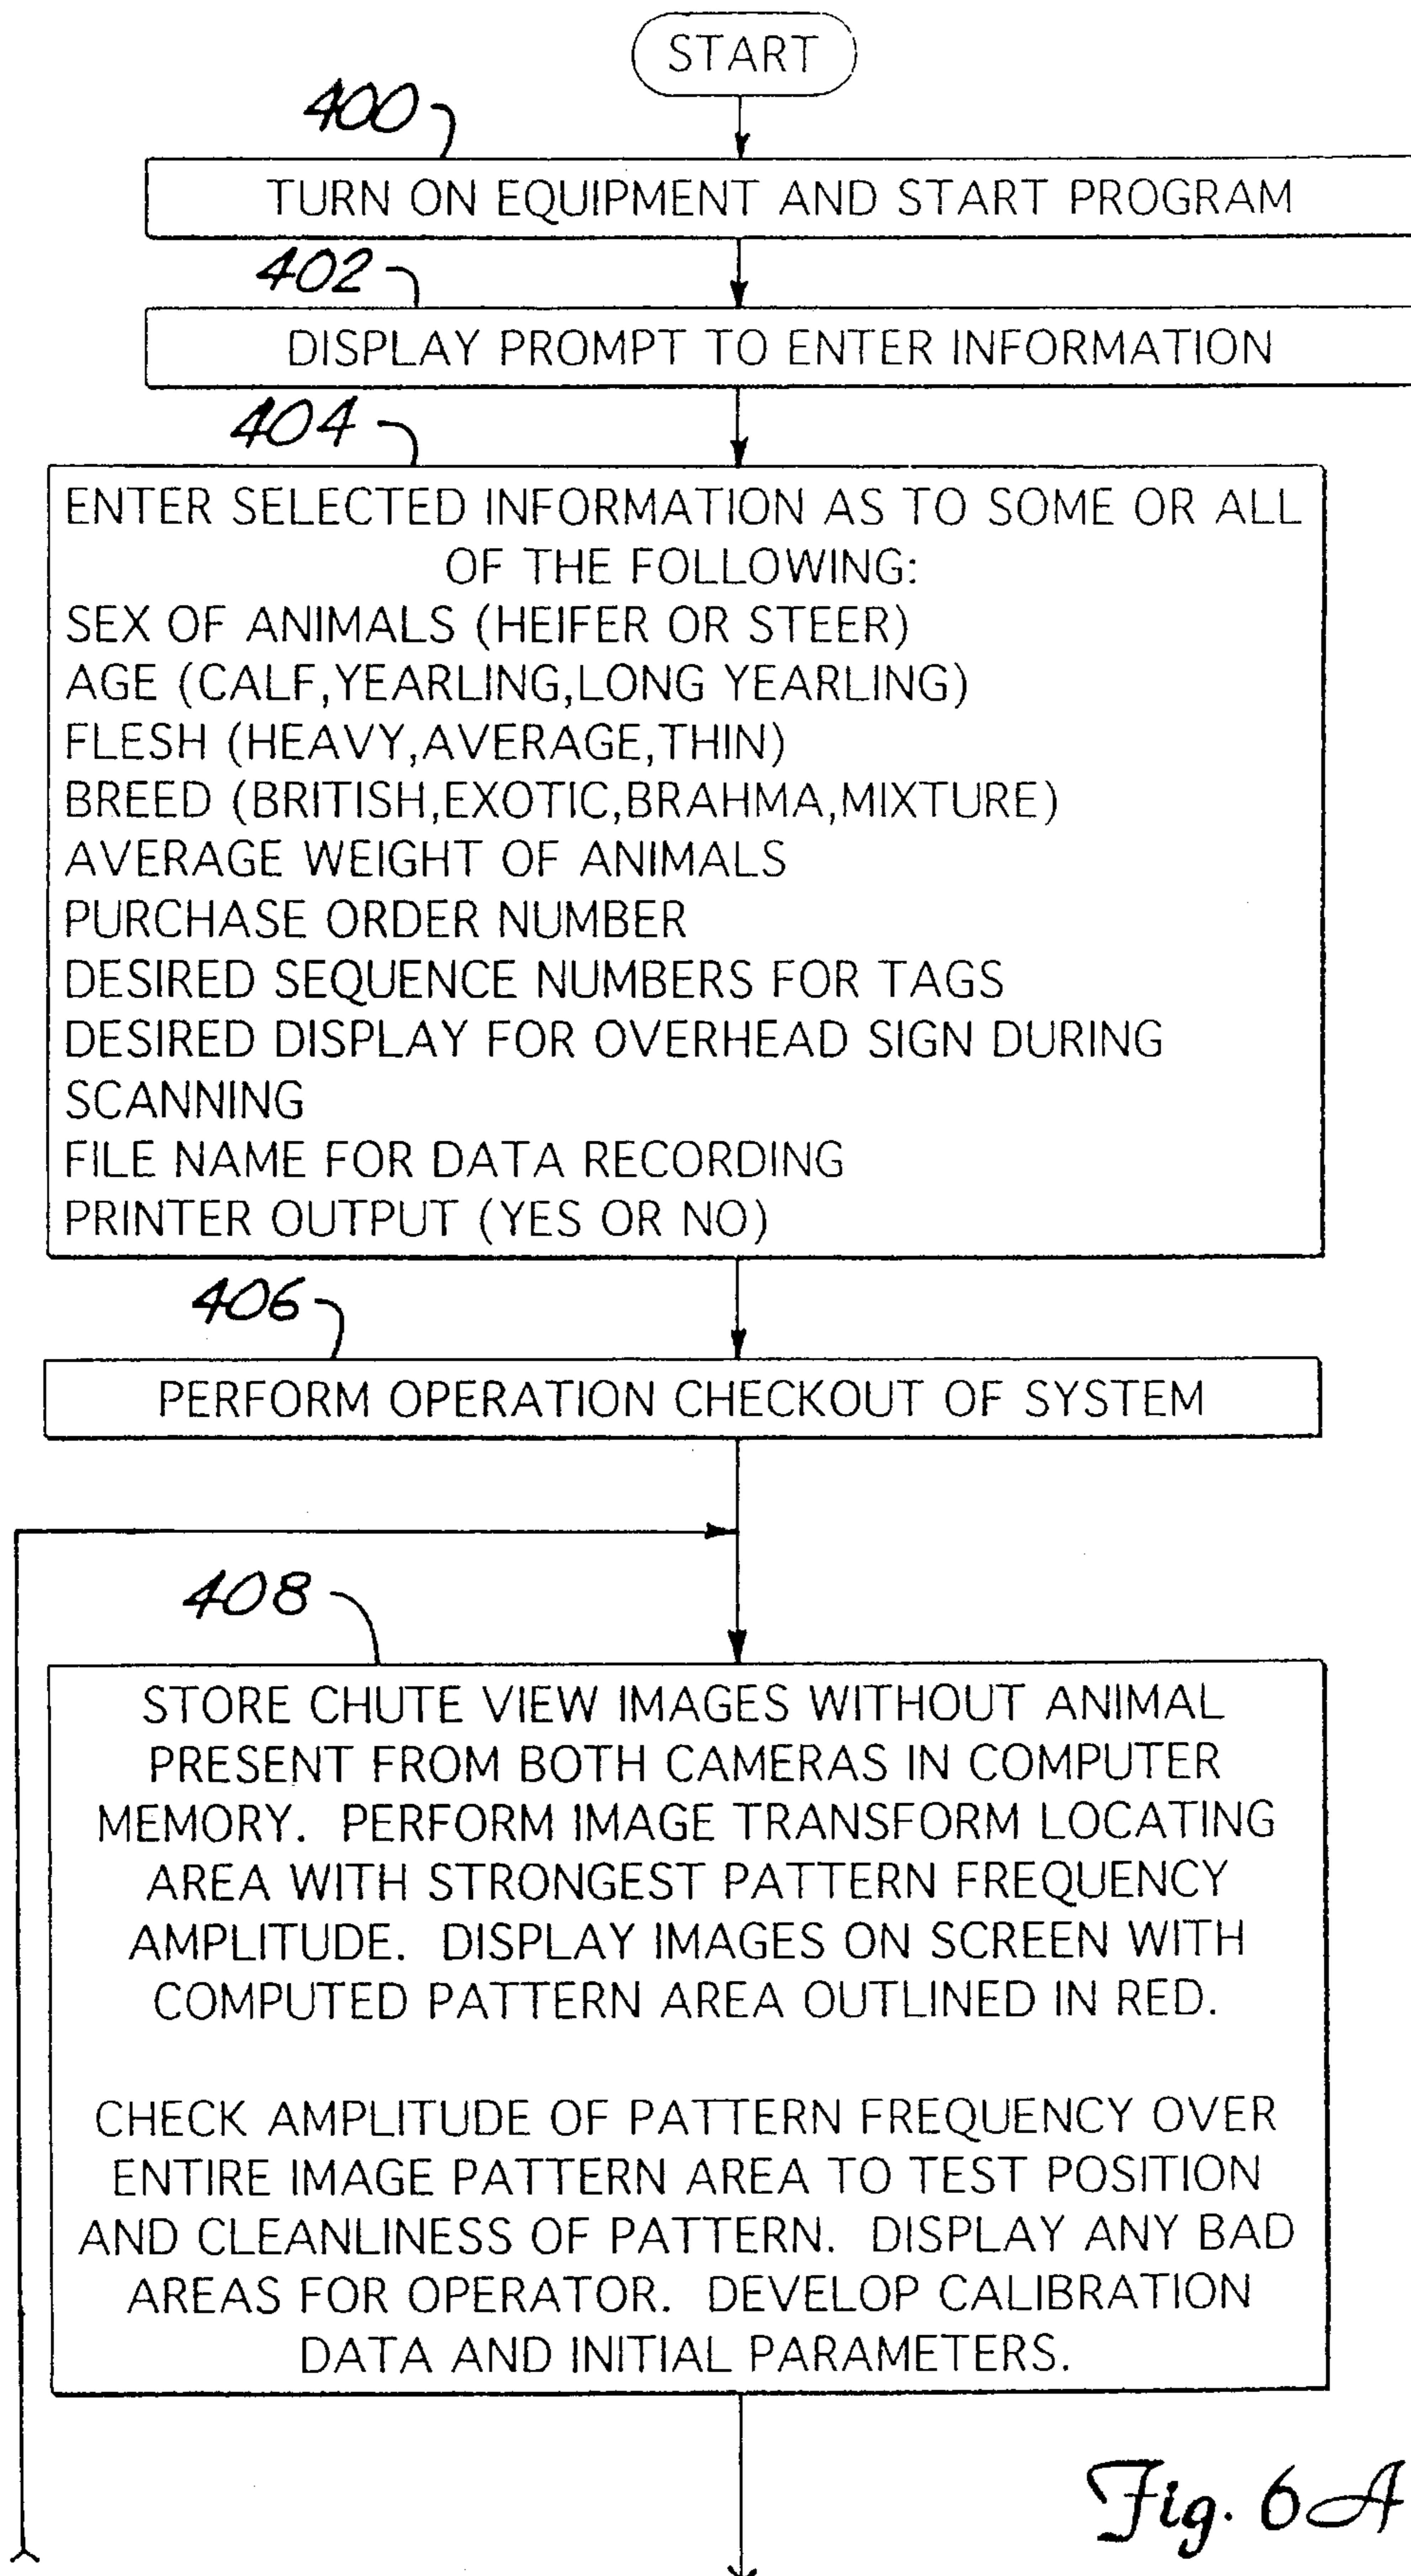 START
400
TURN ON EQUIPMENT AND START PROGRAM
402
DISPLAY PROMPT TO ENTER INFORMATION
404
ENTER SELECTED INFORMATION AS TO SOME OR ALL
OF THE FOLLOWING:
SEX OF ANIMALS (HEIFER OR STEER)
AGE (CALF,YEARLING,LONG YEARLING)
FLESH (HEAVY,AVERAGE,THIN)
BREED (BRITISH,EXOTIC,BRAHMA,MIXTURE)
AVERAGE WEIGHT OF ANIMALS
PURCHASE ORDER NUMBER
DESIRED SEQUENCE NUMBERS FOR TAGS
DESIRED DISPLAY FOR OVERHEAD SIGN DURING
SCANNING
FILE NAME FOR DATA RECORDING
PRINTER OUTPUT (YES OR NO)
406
PERFORM OPERATION CHECKOUT OF SYSTEM
408
STORE CHUTE VIEW IMAGES WITHOUT ANIMAL
PRESENT FROM BOTH CAMERAS IN COMPUTER
MEMORY. PERFORM IMAGE TRANSFORM LOCATING
AREA WITH STRONGEST PATTERN FREQUENCY
AMPLITUDE. DISPLAY IMAGES ON SCREEN WITH
COMPUTED PATTERN AREA OUTLINED IN RED.
CHECK AMPLITUDE OF PATTERN FREQUENCY OVER
ENTIRE IMAGE PATTERN AREA TO TEST POSITION
AND CLEANLINESS OF PATTERN. DISPLAY ANY BAD
AREAS FOR OPERATOR. DEVELOP CALIBRATION
DATA AND INITIAL PARAMETERS.
Fig. 6A